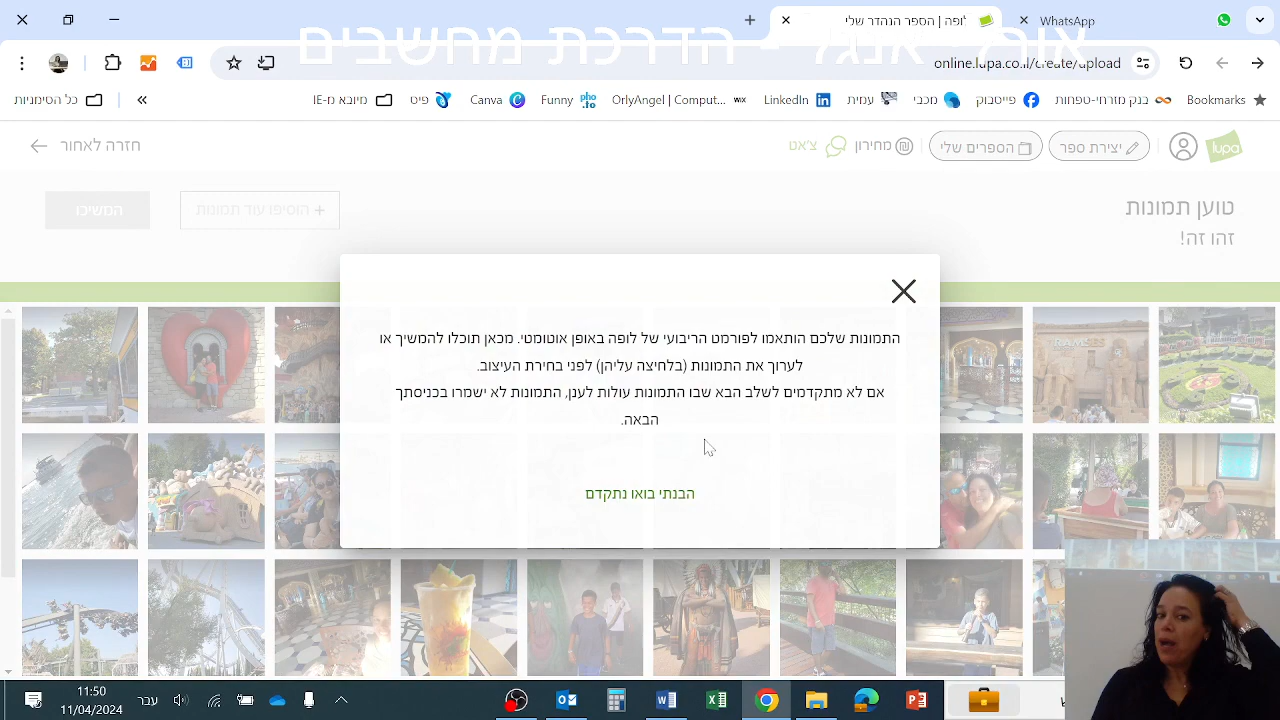 אורלי אנגל - הדרכת מחשבים
WhatsApp
לופה | הספר הנהדר שלי
online.lupa.co.il/create/upload
כל הסימניות
מיובא מ-IE
פיס
Canva
Funny
OrlyAngel | Comput...
LinkedIn
עמית
מכבי
פייסבוק
בנק מזרחי-טפחות
Bookmarks
חזרה לאחור
צ'אט
מחירון
הספרים שלי
יצירת ספר
lupa
המשיכו
+ הוסיפו עוד תמונות
טוען תמונות
זהו זה!
התמונות שלכם הותאמו לפורמט הריבועי של לופה באופן אוטומטי. מכאן תוכלו להמשיך או
לערוך את התמונות (בלחיצה עליהן) לפני בחירת העיצוב.
אם לא מתקדמים לשלב הבא שבו התמונות עולות לענן, התמונות לא ישמרו בכניסתך
הבאה.
הבנתי בואו נתקדם
RAMSES
11:50
11/04/2024
עבר